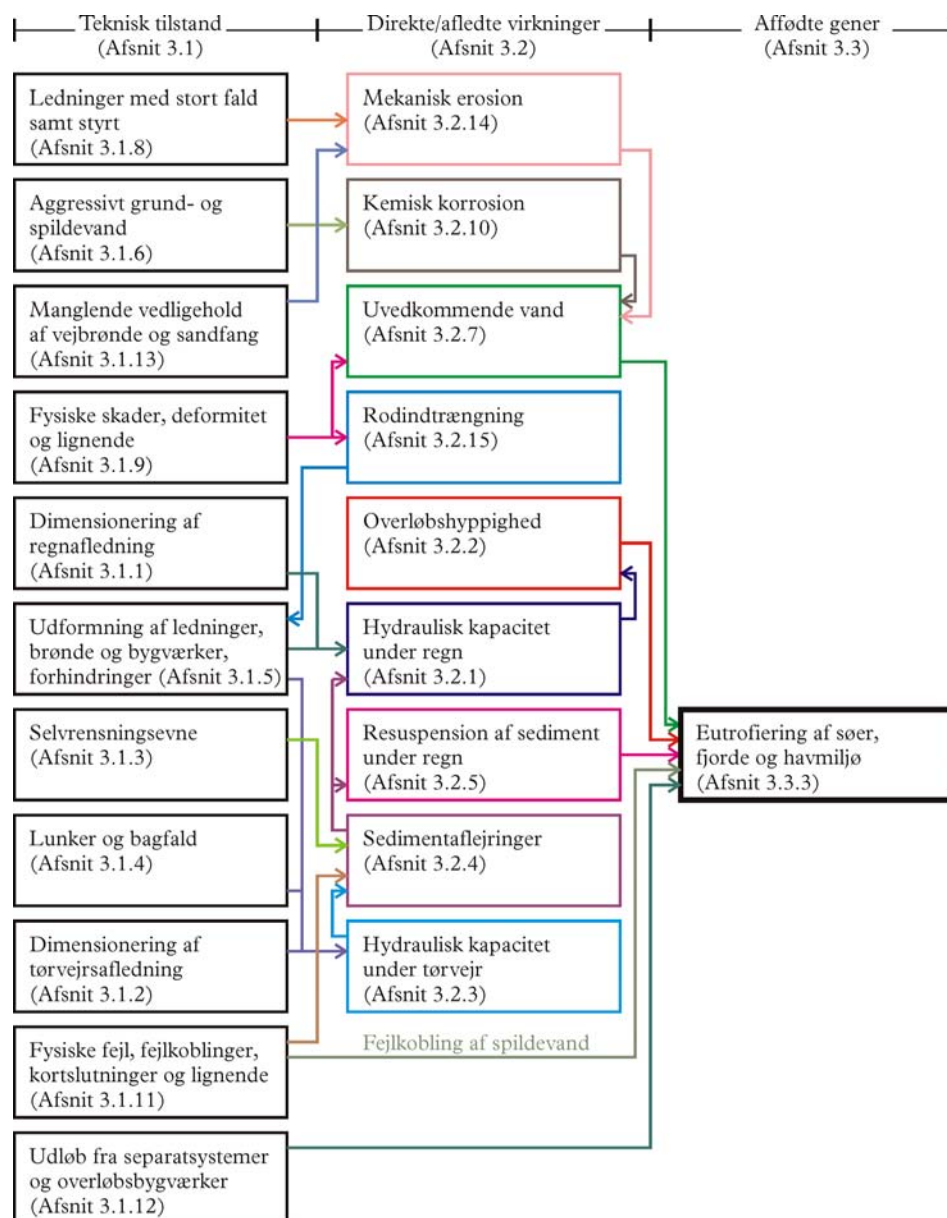 Teknisk tilstand
(Afsnit 3.1)
Direkte/afledte virkninger
(Afsnit 3.2)
Affødte gener
(Afsnit 3.3)
Ledninger med stort fald
samt styrt
(Afsnit 3.1.8)
Aggressivt grund- og
spildevand
(Afsnit 3.1.6)
Manglende vedligehold
af vejbrønde og sandfang
(Afsnit 3.1.13)
Fysiske skader, deformitet
og lignende
(Afsnit 3.1.9)
Dimensionering af
regnafledning
(Afsnit 3.1.1)
Udformning af ledninger,
brønde og bygværker,
forhindringer (Afsnit 3.1.5)
Selvrensningsevne
(Afsnit 3.1.3)
Lunker og bagfald
(Afsnit 3.1.4)
Dimensionering af
tørvejrsafledning
(Afsnit 3.1.2)
Fysiske fejl, fejlkoblinger,
kortslutninger og lignende
(Afsnit 3.1.11)
Udløb fra separatsystemer
og overløbsbygværker
(Afsnit 3.1.12)
Mekanisk erosion
(Afsnit 3.2.14)
Kemisk korrosion
(Afsnit 3.2.10)
Uvedkommende vand
(Afsnit 3.2.7)
Rodindtrængning
(Afsnit 3.2.15)
Overløbshyppighed
(Afsnit 3.2.2)
Hydraulisk kapacitet
under regn
(Afsnit 3.2.1)
Resuspension af sediment
under regn
(Afsnit 3.2.5)
Sedimentaflejringer
(Afsnit 3.2.4)
Hydraulisk kapacitet
under tørvejr
(Afsnit 3.2.3)
Fejlkobling af spildevand
Eutrofiering af søer,
fjorde og havmiljø
(Afsnit 3.3.3)